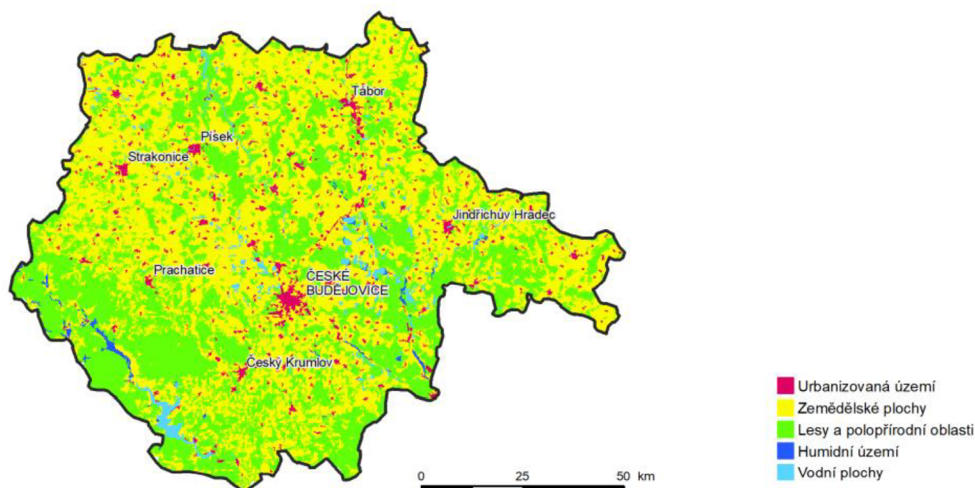 Tábor
Písek
Strakonice
Jindřichův Hradec
Prachatice
ČESKÉ
BUDĚJOVICE
Český Krumlov
Urbanizovaná území
Zemědělské plochy
Lesy a polopřírodní oblasti
Humidní území
Vodní plochy
0 25 50 km